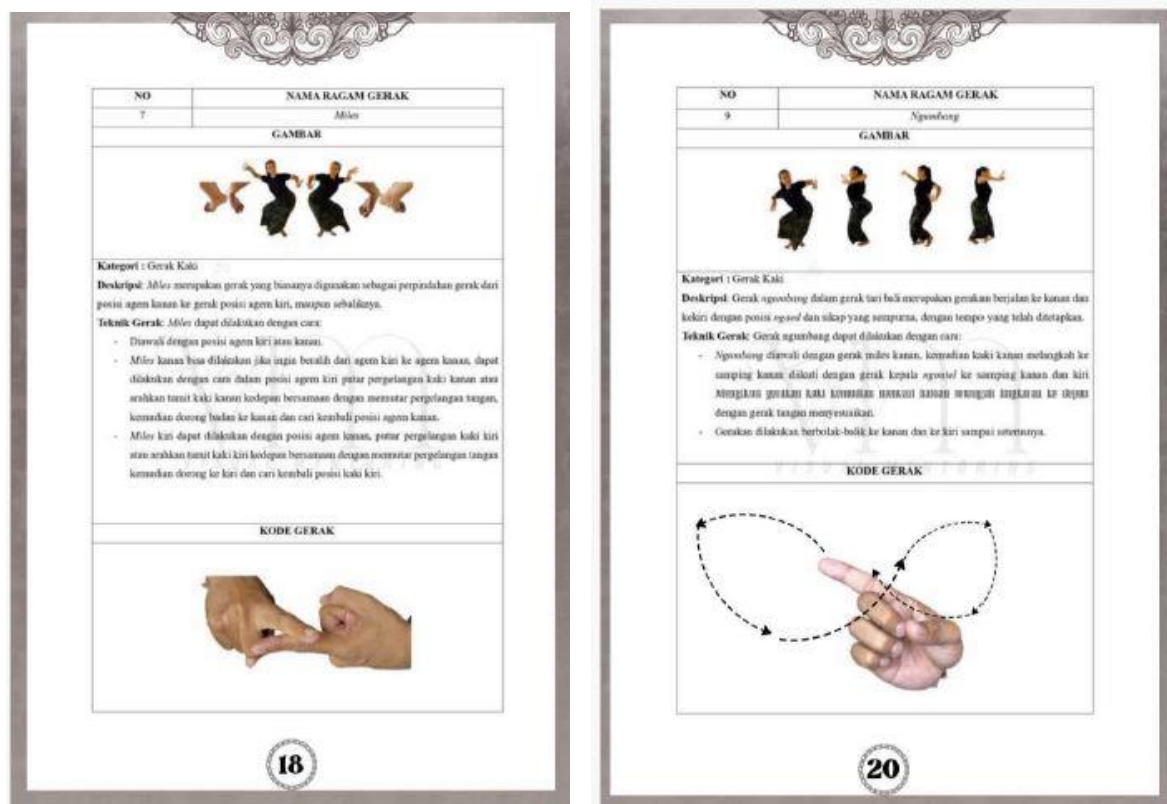 NO NAMA RAGAM GERAK
7 Miles
GAMBAR
Kategori : Gerak Kaki
Deskripsi: Miles merupakan gerak yang biasanya digunakan sebagai perpindahan gerak dari
posisi agem kanan ke gerak posisi agem kiri, maupun sebaliknya.
Teknik Gerak: Miles dapat dilakukan dengan cara:
- Diawali dengan posisi agem kiri atau kanan.
- Miles kanan bisa dilakukan jika ingin beralih dari agem kiri ke agem kanan, dapat
dilakukan dengan cara dalam posisi agem kiri putar pergelangan kaki kanan atau
arahkan tumit kaki kanan kedepan bersamaan dengan memutar pergelangan tangan,
kemudian dorong badan ke kanan dan cari kembali posisi agem kanan.
- Miles kiri dapat dilakukan dengan posisi agem kanan, putar pergelangan kaki kiri
atau arahkan tumit kaki kiri kedepan bersamaan dengan memutar pergelangan tangan
kemudian dorong ke kiri dan cari kembali posisi kaki kiri.
KODE GERAK
18
NO NAMA RAGAM GERAK
9 Ngumbang
GAMBAR
Kategori : Gerak Kaki
Deskripsi: Gerak ngumbang dalam gerak tari bali merupakan gerakan berjalan ke kanan dan
kekiri dengan posisi ngaed dan sikap yang sempurna, dengan tempo yang telah ditetapkan.
Teknik Gerak: Gerak ngumbang dapat dilakukan dengan cara:
- Ngumbang diawali dengan gerak miles kanan, kemudian kaki kanan melangkah ke
samping kanan diikuti dengan gerak kepala ngontel ke samping kanan dan kiri
Mengikuti gerakan kaki kemudian setengah lingkaran ke depan
dengan gerak tangan menyesuaikan.
- Gerakan dilakukan berbolak-balik ke kanan dan ke kiri sampai seterusnya.
KODE GERAK
20